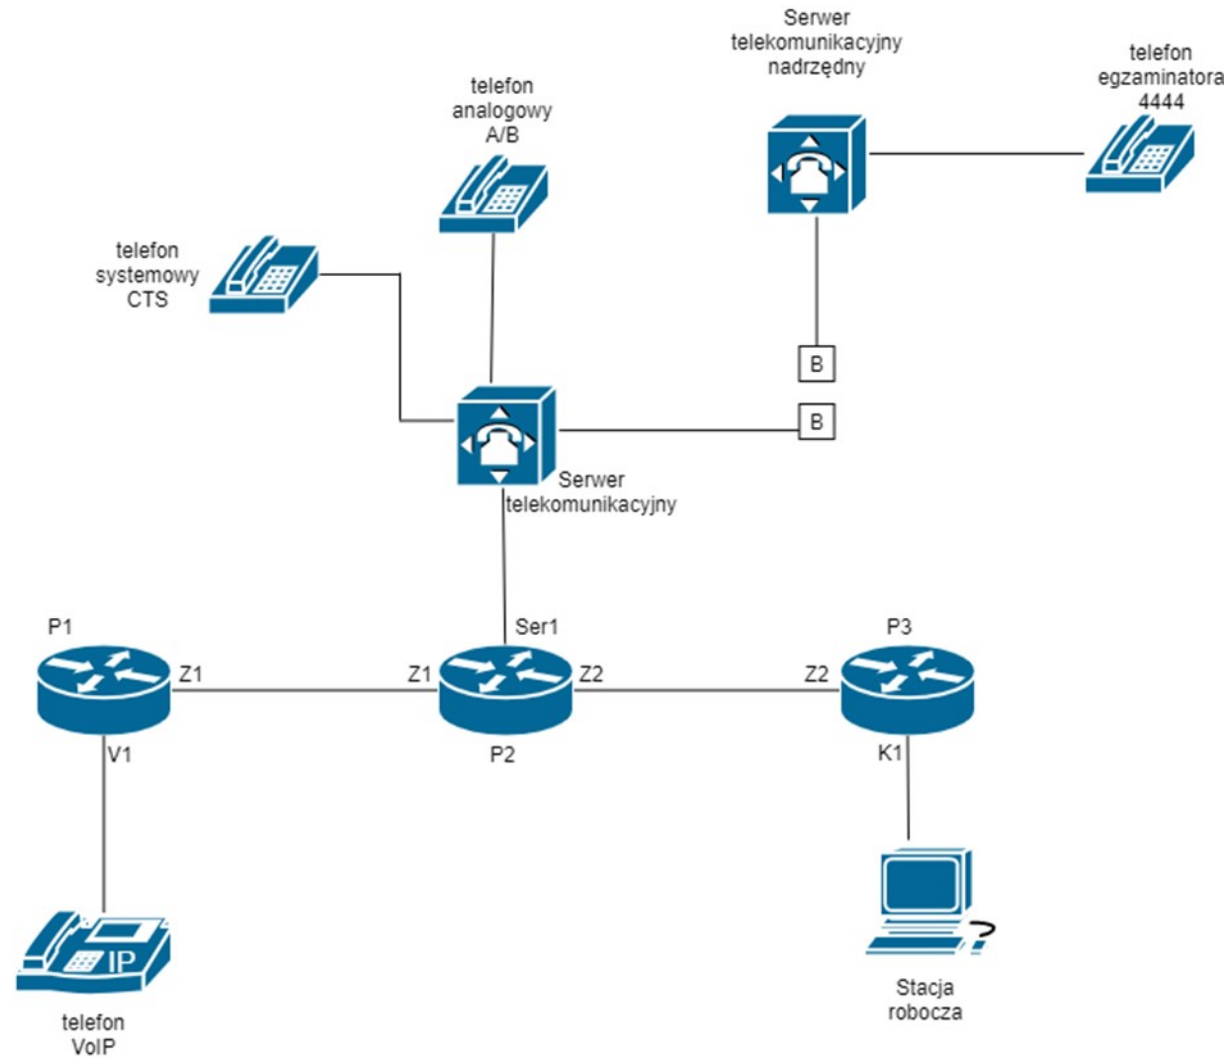 Serwer
telekomunikacyjny
nadrzędny
telefon
egzaminatora
4444
telefon
analogowy
A/B
telefon
systemowy
CTS
B
B
Serwer
telekomunikacyjny
P1
Ser1
P3
Z1
Z1
Z2
Z2
V1
P2
K1
IP
Stacja
robocza
telefon
VoIP